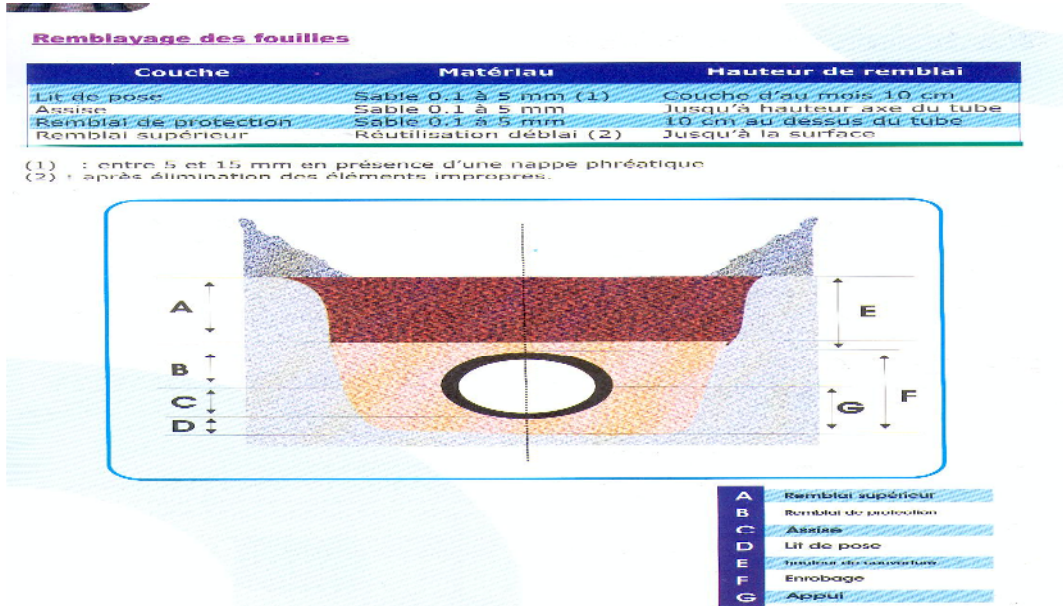 Remblayage des fouilles
Couche Matériau Hauteur de remblai
Lit de pose Sable 0.1 à 5 mm (1) Couche d'au mois 10 cm
Assise Sable 0.1 à 5 mm Jusqu'à hauteur axe du tube
Remblai de protection Sable 0.1 à 5 mm 10 cm au dessus du tube
Remblai supérieur Réutilisation déblai (2) Jusqu'à la surface
(1) : entre 5 et 15 mm en présence d'une nappe phréatique
(2) : après élimination des éléments impropres.
A
E
B
F
C
G
D
A Remblai supérieur
B Remblai de protection
C Assise
D Lit de pose
E hauteur de couverture
F Enrobage
G Appui